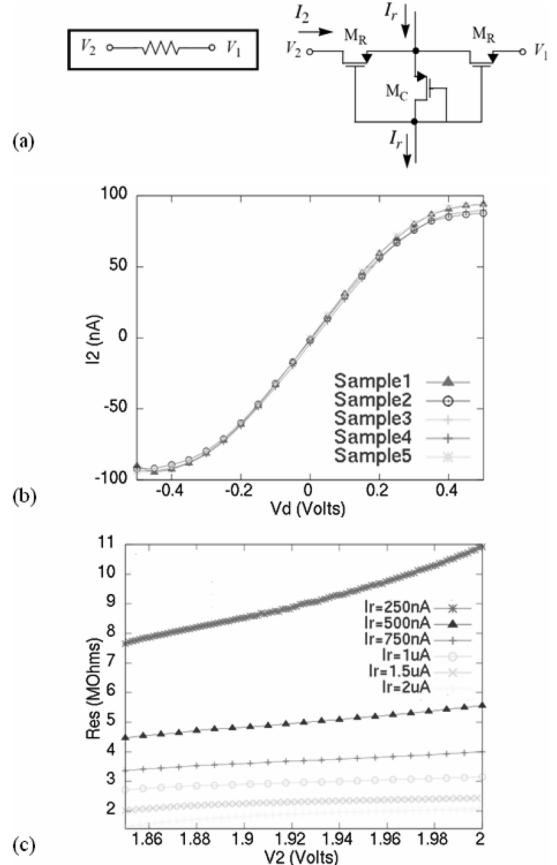 V2 V1
I2 Ir
V2 MR MR V1
MC
Ir
(a)
100
50
0
-50
-100
I2 (nA)
Sample1
Sample2
Sample3
Sample4
Sample5
-0.4 -0.2 0 0.2 0.4
Vd (Volts)
(b)
11
10
9
8
7
6
5
4
3
2
Res (MOhms)
Ir=250nA
Ir=500nA
Ir=750nA
Ir=1uA
Ir=1.5uA
Ir=2uA
1.86 1.88 1.9 1.92 1.94 1.96 1.98 2
V2 (Volts)
(c)